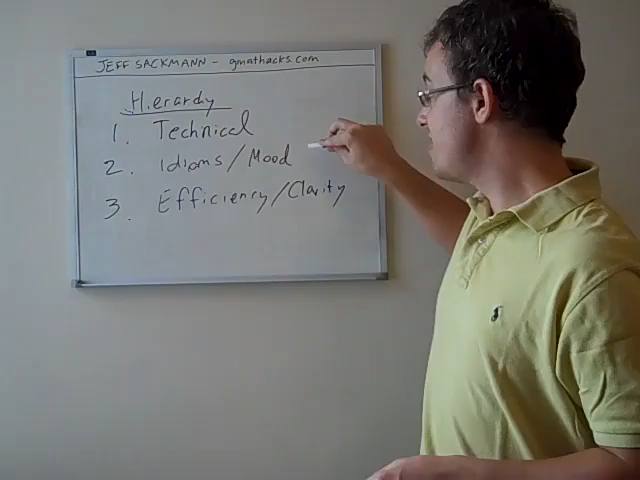 JEFF SACKMANN - gmathacks.com
Hierarchy
1. Technical
2. Idioms/Mood
3. Efficiency/Clarity